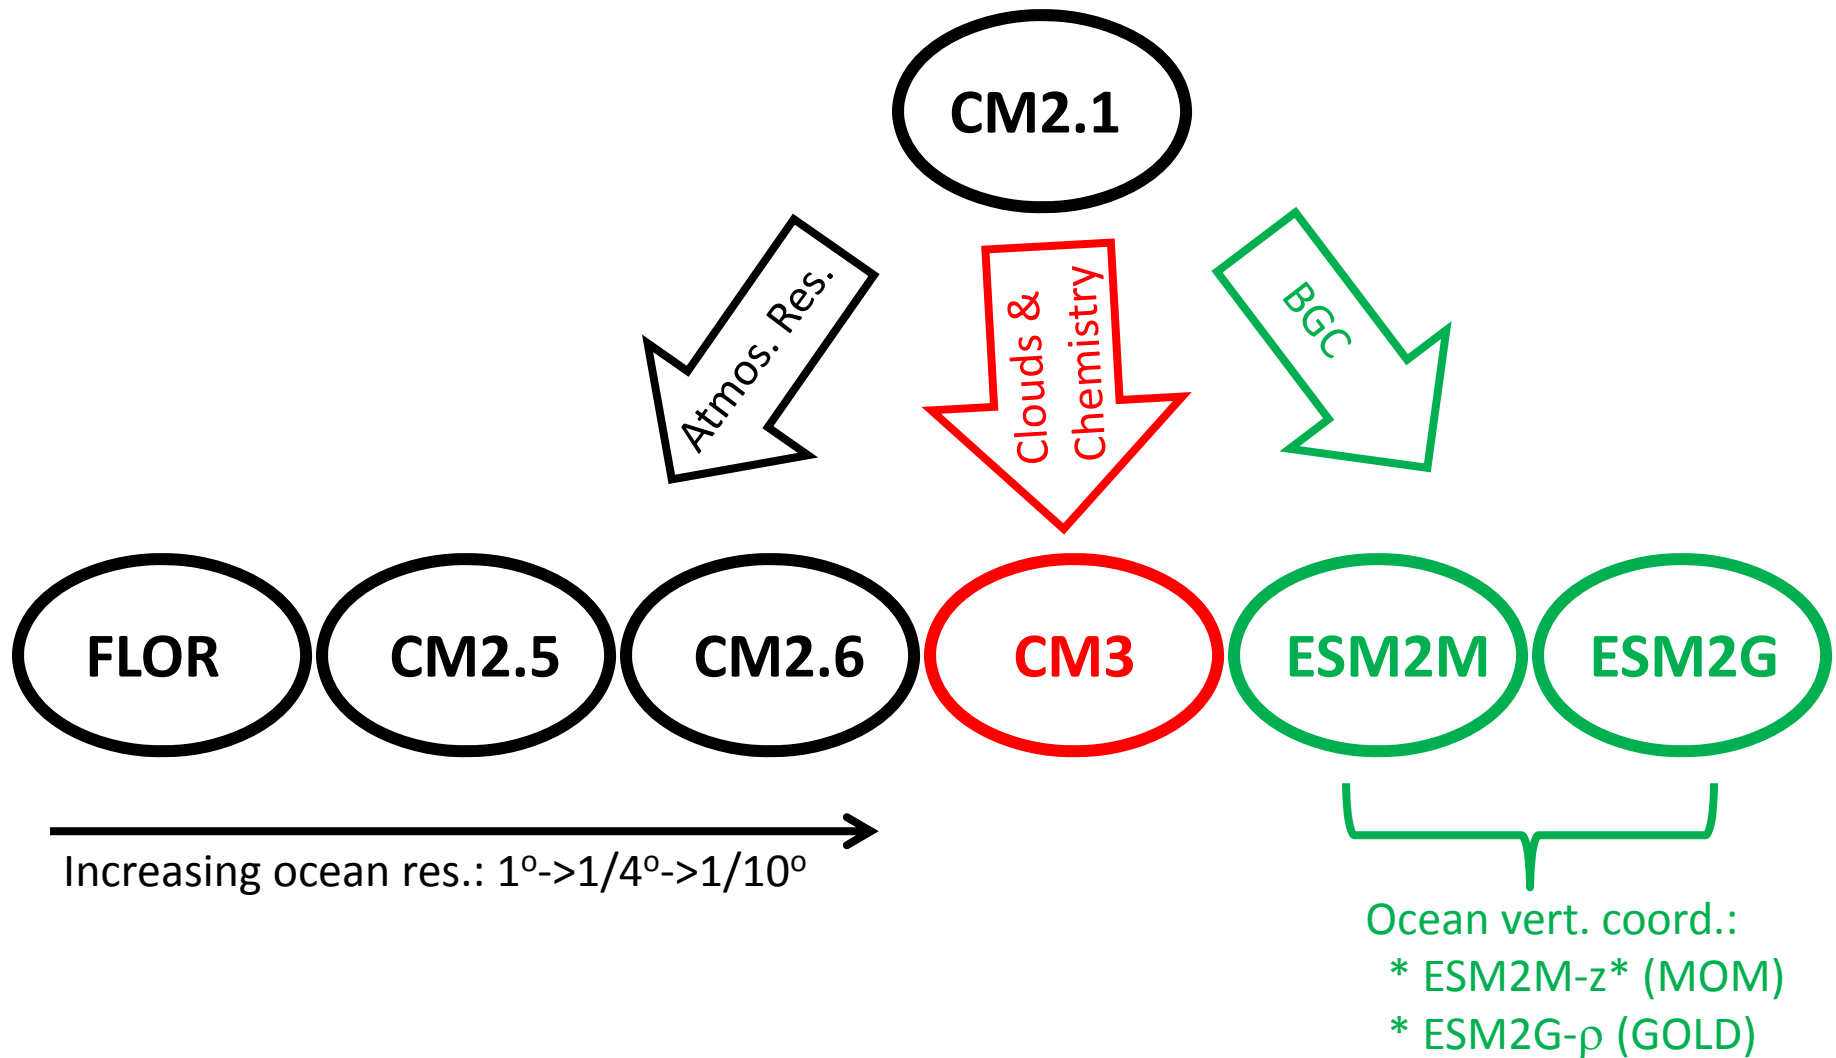 CM2.1
Atmos. Res.
Clouds &
Chemistry
BGC
FLOR
CM2.5
CM2.6
CM3
ESM2M
ESM2G
Increasing ocean res.: 1º->1/4º->1/10º
Ocean vert. coord.:
* ESM2M-z* (MOM)
* ESM2G-ρ (GOLD)